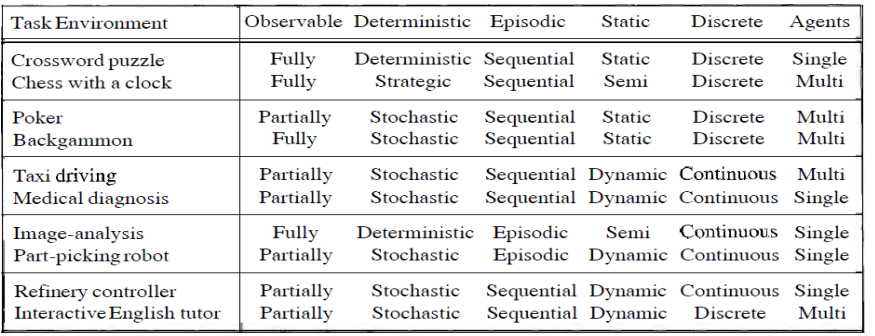 Task Environment Observable Deterministic Episodic Static Discrete Agents
Crossword puzzle Fully Deterministic Sequential Static Discrete Single
Chess with a clock Fully Strategic Sequential Semi Discrete Multi
Poker Partially Stochastic Sequential Static Discrete Multi
Backgammon Fully Stochastic Sequential Static Discrete Multi
Taxi driving Partially Stochastic Sequential Dynamic Continuous Multi
Medical diagnosis Partially Stochastic Sequential Dynamic Continuous Single
Image-analysis Fully Deterministic Episodic Semi Continuous Single
Part-picking robot Partially Stochastic Episodic Dynamic Continuous Single
Refinery controller Partially Stochastic Sequential Dynamic Continuous Single
Interactive English tutor Partially Stochastic Sequential Dynamic Discrete Multi